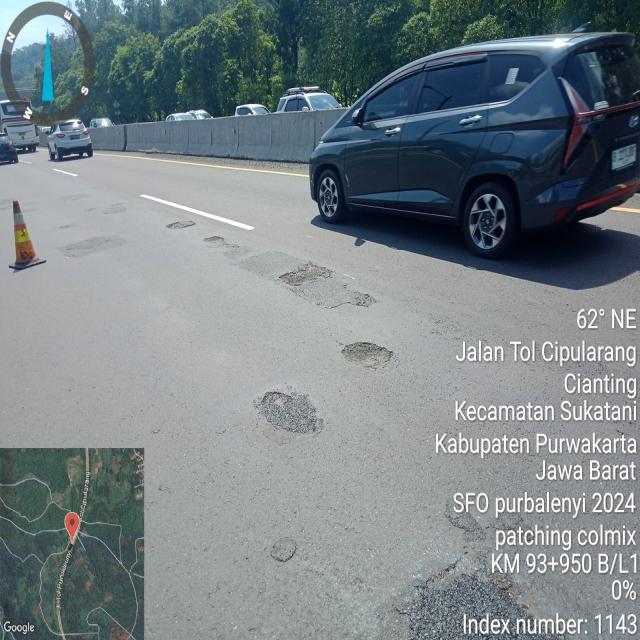 N
E
S
62° NE
Jalan Tol Cipularang
Cianting
Kecamatan Sukatani
Kabupaten Purwakarta
Jawa Barat
SFO purbalenyi 2024
patching colmix
KM 93+950 B/L1
0%
Index number: 1143
Google